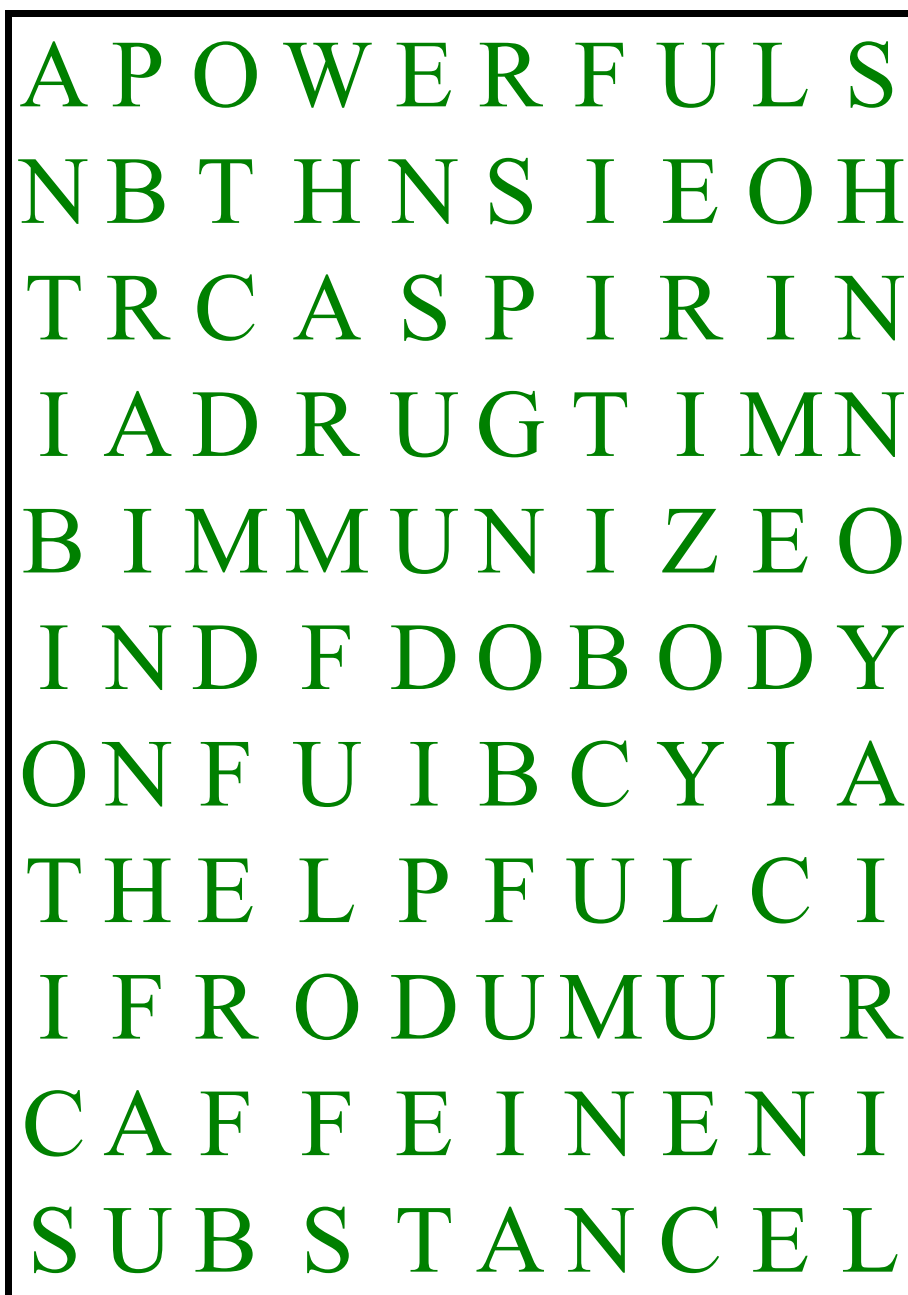 A P O W E R F U L S
N B T H N S I E O H
T R C A S P I R I N
I A D R U G T I M N
B I M M U N I Z E O
I N D F D O B O D Y
O N F U I B C Y I A
T H E L P F U L C I
I F R O D U M U I R
C A F F E I N E N I
S U B S T A N C E L